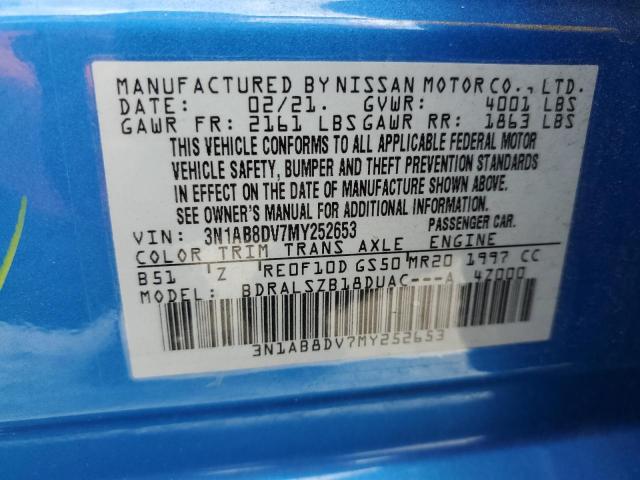 MANUFACTURED BY NISSAN MOTOR CO., LTD.
DATE: 02/21. GVWR: 4001 LBS
GAWR FR: 2161 LBS GAWR RR: 1863 LBS
THIS VEHICLE CONFORMS TO ALL APPLICABLE FEDERAL MOTOR
VEHICLE SAFETY, BUMPER AND THEFT PREVENTION STANDARDS
IN EFFECT ON THE DATE OF MANUFACTURE SHOWN ABOVE.
SEE OWNER'S MANUAL FOR ADDITIONAL INFORMATION.
VIN: 3N1AB8DV7MY252653 PASSENGER CAR.
COLOR TRIM TRANS AXLE ENGINE
B51 Z RE0F10D GS50 MR20 1997 CC
MODEL: BDRALSZB18DUAC---A 4Z000
3N1AB8DV7MY252653